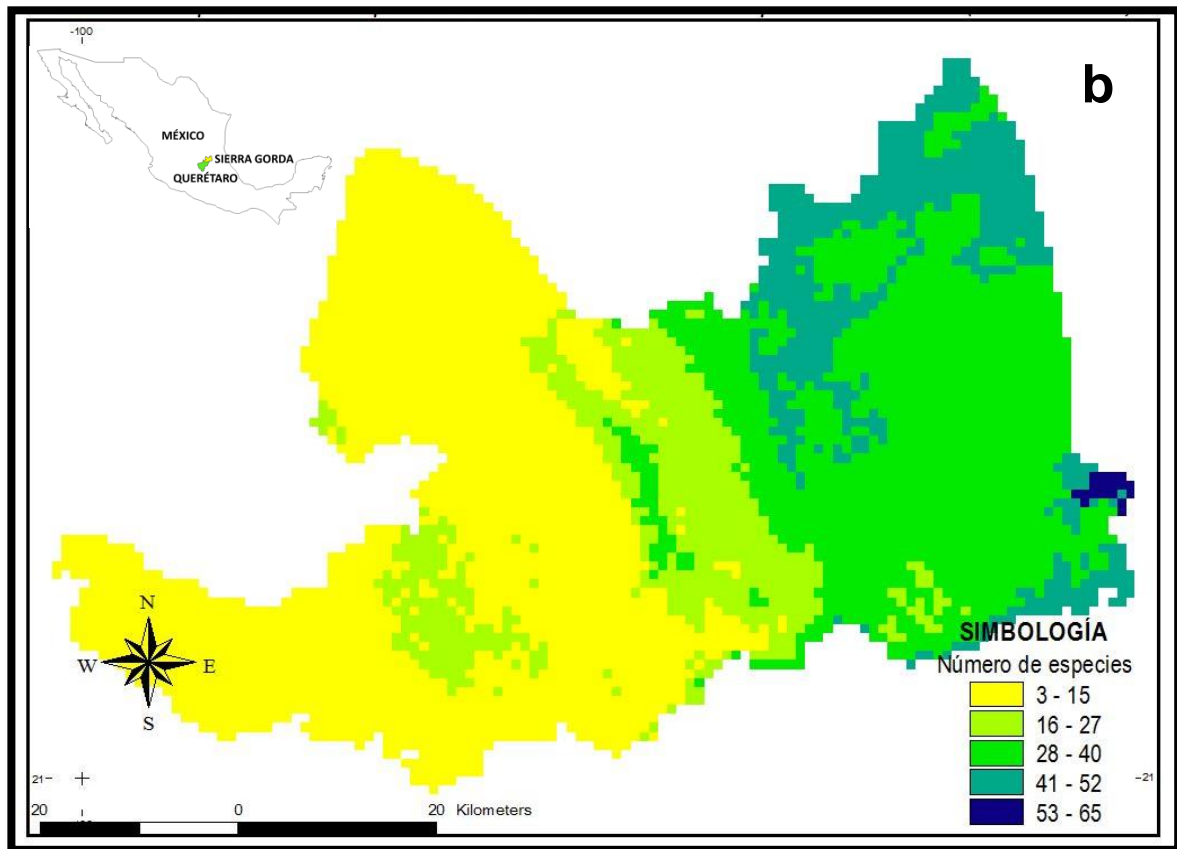 -100
b
MÉXICO
SIERRA GORDA
QUERÉTARO
N
W E
S
SIMBOLOGÍA
Número de especies
3 - 15
16 - 27
28 - 40
41 - 52
53 - 65
21
-21
20 0 20 Kilometers